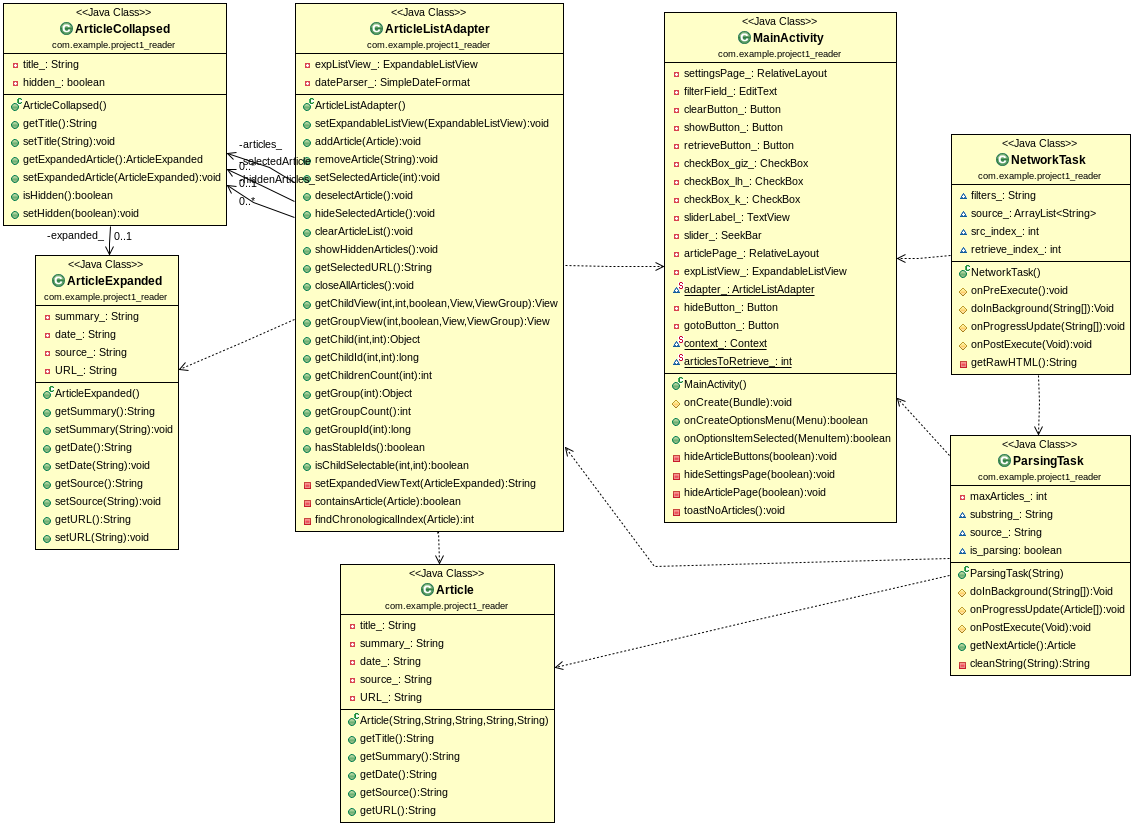 <<Java Class>>
ArticleCollapsed
com.example.project1_reader
title_: String
hidden_: boolean
ArticleCollapsed()
getTitle():String
setTitle(String):void
getExpandedArticle():ArticleExpanded
setExpandedArticle(ArticleExpanded):void
isHidden():boolean
setHidden(boolean):void
-expanded_
0..1
<<Java Class>>
ArticleExpanded
com.example.project1_reader
summary_: String
date_: String
source_: String
URL_: String
ArticleExpanded()
getSummary():String
setSummary(String):void
getDate():String
setDate(String):void
getSource():String
setSource(String):void
getURL():String
setURL(String):void
-articles_
-selectedArticle
0..*
-hiddenArticles_
0..1
0..*
<<Java Class>>
ArticleListAdapter
com.example.project1_reader
expListView_: ExpandableListView
dateParser_: SimpleDateFormat
ArticleListAdapter()
setExpandableListView(ExpandableListView):void
addArticle(Article):void
removeArticle(String):void
setSelectedArticle(int):void
deselectArticle():void
hideSelectedArticle():void
clearArticleList():void
showHiddenArticles():void
getSelectedURL():String
closeAllArticles():void
getChildView(int,int,boolean,View,ViewGroup):View
getGroupView(int,boolean,View,ViewGroup):View
getChild(int,int):Object
getChildId(int,int):long
getChildrenCount(int):int
getGroup(int):Object
getGroupCount():int
getGroupId(int):long
hasStableIds():boolean
isChildSelectable(int,int):boolean
setExpandedViewText(ArticleExpanded):String
containsArticle(Article):boolean
findChronologicalIndex(Article):int
<<Java Class>>
Article
com.example.project1_reader
title_: String
summary_: String
date_: String
source_: String
URL_: String
Article(String,String,String,String,String)
getTitle():String
getSummary():String
getDate():String
getSource():String
getURL():String
<<Java Class>>
MainActivity
com.example.project1_reader
settingsPage_: RelativeLayout
filterField_: EditText
clearButton_: Button
showButton_: Button
retrieveButton_: Button
checkBox_giz_: CheckBox
checkBox_lh_: CheckBox
checkBox_k_: CheckBox
sliderLabel_: TextView
slider_: SeekBar
articlePage_: RelativeLayout
expListView_: ExpandableListView
adapter_: ArticleListAdapter
hideButton_: Button
gotoButton_: Button
context_: Context
articlesToRetrieve_: int
MainActivity()
onCreate(Bundle):void
onCreateOptionsMenu(Menu):boolean
onOptionsItemSelected(MenuItem):boolean
hideArticleButtons(boolean):void
hideSettingsPage(boolean):void
hideArticlePage(boolean):void
toastNoArticles():void
<<Java Class>>
NetworkTask
com.example.project1_reader
filters_: String
source_: ArrayList<String>
src_index_: int
retrieve_index_: int
NetworkTask()
onPreExecute():void
doInBackground(String[]):Void
onProgressUpdate(String[]):void
onPostExecute(Void):void
getRawHTML():String
<<Java Class>>
ParsingTask
com.example.project1_reader
maxArticles_: int
substring_: String
source_: String
is_parsing: boolean
ParsingTask(String)
doInBackground(String[]):Void
onProgressUpdate(Article[]):void
onPostExecute(Void):void
getNextArticle():Article
cleanString(String):String